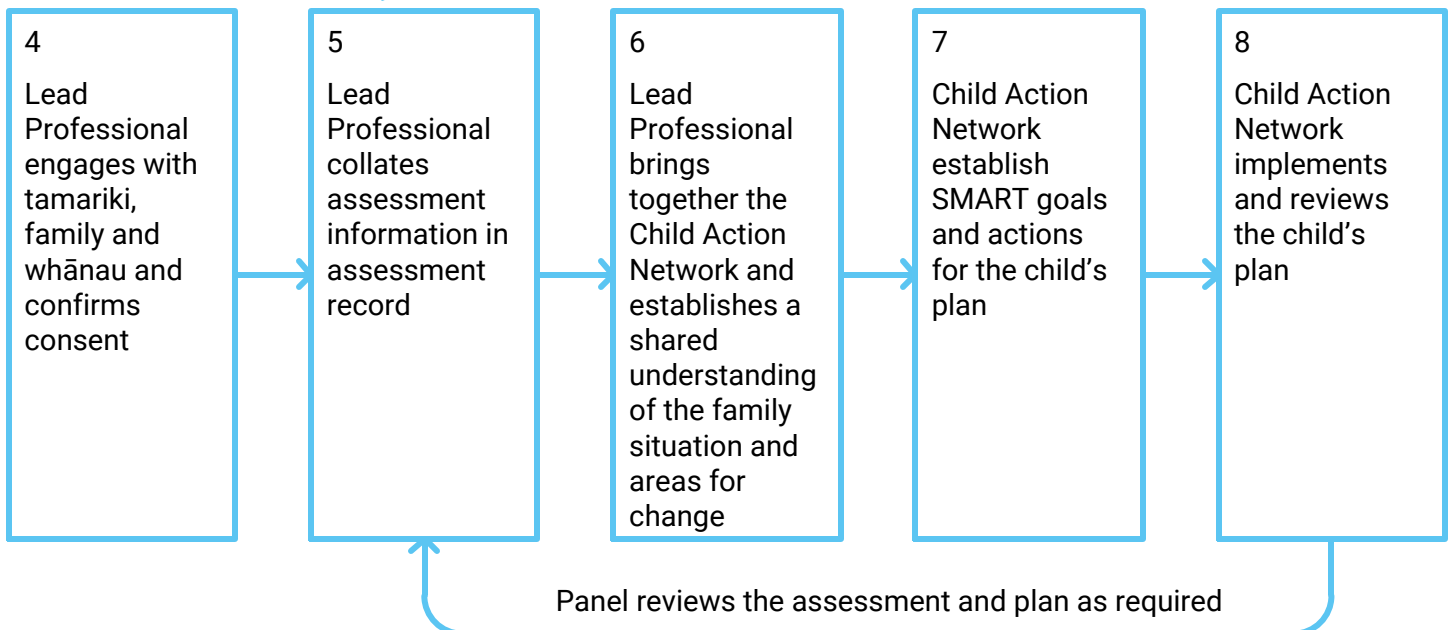 4
Lead
Professional
engages with
tamariki,
family and
whānau and
confirms
consent
5
Lead
Professional
collates
assessment
information in
assessment
record
6
Lead
Professional
brings
together the
Child Action
Network and
establishes a
shared
understanding
of the family
situation and
areas for
change
7
Child Action
Network
establish
SMART goals
and actions
for the child’s
plan
8
Child Action
Network
implements
and reviews
the child’s
plan
Panel reviews the assessment and plan as required